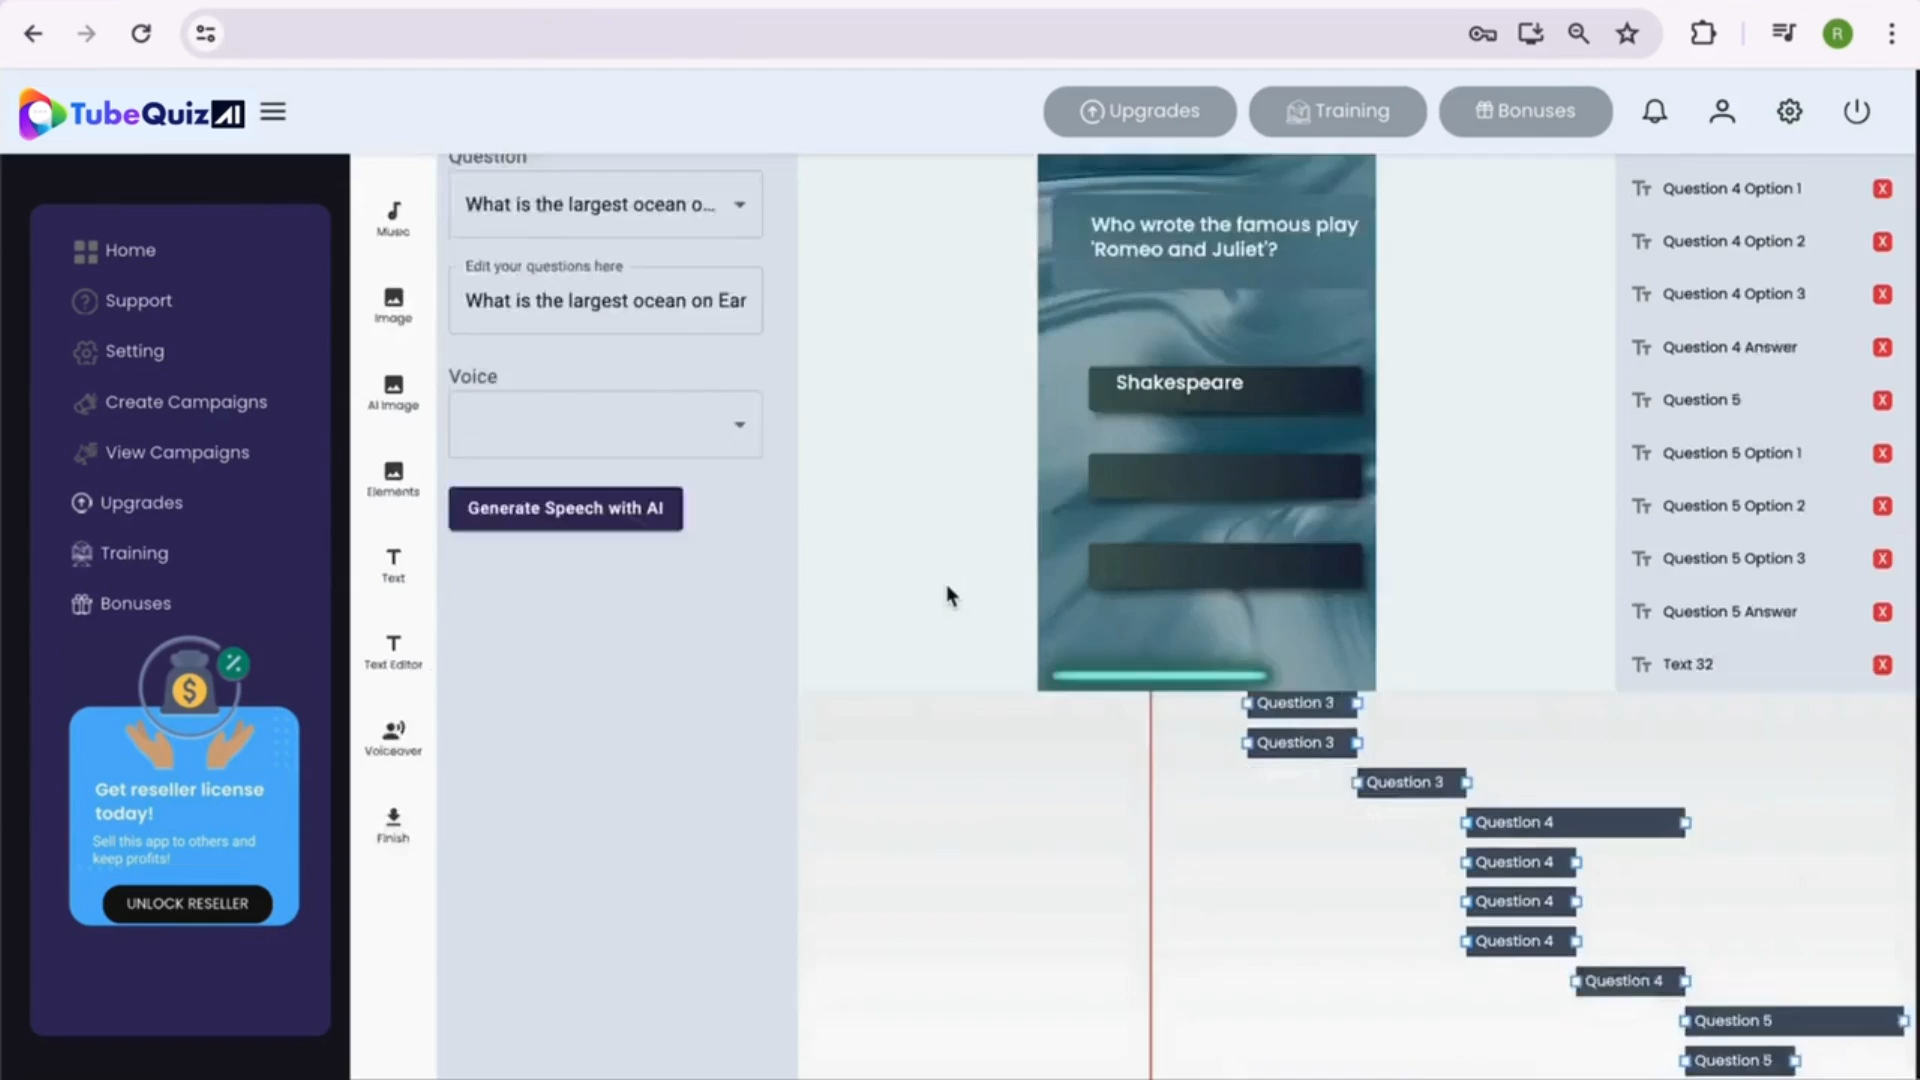 R
TubeQuiz AI
Upgrades
Training
Bonuses
Home
Support
Setting
Create Campaigns
View Campaigns
Upgrades
Training
Bonuses
$
%
Get reseller license
today!
Sell this app to others and
keep profits!
UNLOCK RESELLER
Music
Image
AI Image
Elements
Text
Text Editor
Voiceover
Finish
Question
What is the largest ocean o...
Edit your questions here
What is the largest ocean on Ear
Voice
Generate Speech with AI
Who wrote the famous play
'Romeo and Juliet'?
Shakespeare
Question 4 Option 1 X
Question 4 Option 2 X
Question 4 Option 3 X
Question 4 Answer X
Question 5 X
Question 5 Option 1 X
Question 5 Option 2 X
Question 5 Option 3 X
Question 5 Answer X
Text 32 X
Question 3
Question 3
Question 3
Question 4
Question 4
Question 4
Question 4
Question 4
Question 5
Question 5